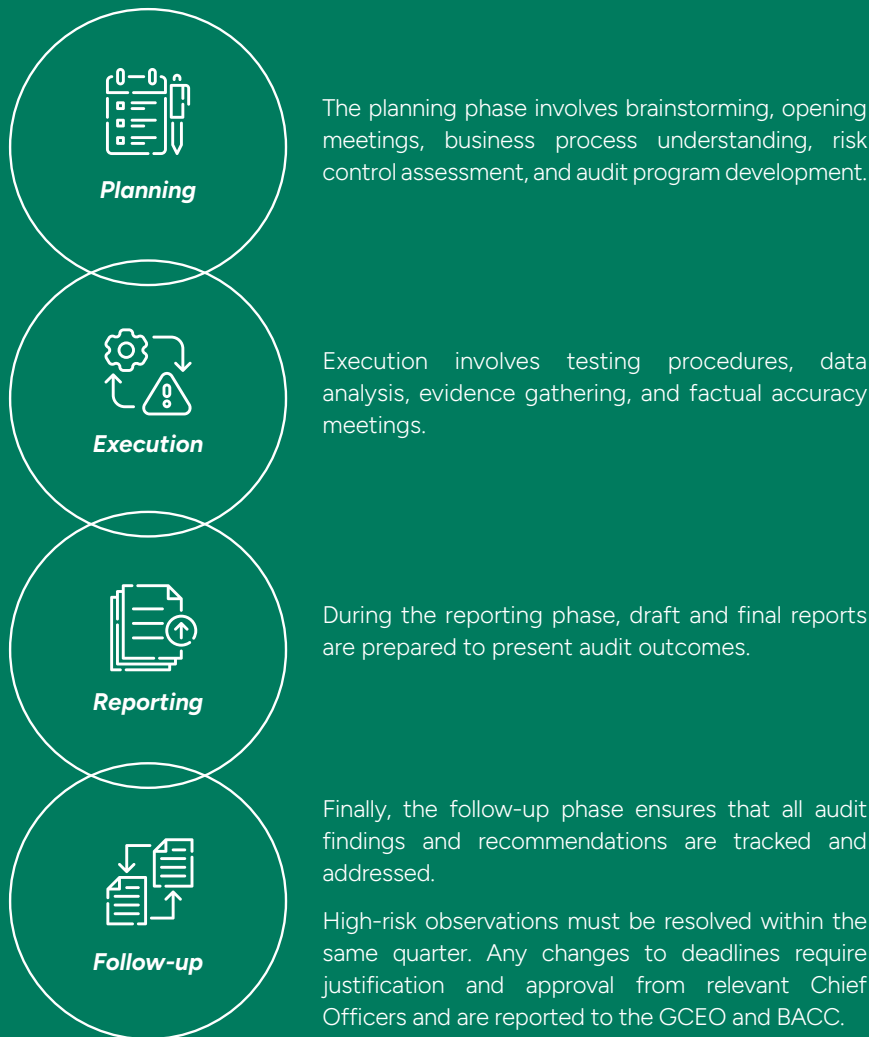 Planning
The planning phase involves brainstorming, opening
meetings, business process understanding, risk
control assessment, and audit program development.
Execution
Execution involves testing procedures, data
analysis, evidence gathering, and factual accuracy
meetings.
Reporting
During the reporting phase, draft and final reports
are prepared to present audit outcomes.
Follow-up
Finally, the follow-up phase ensures that all audit
findings and recommendations are tracked and
addressed.
High-risk observations must be resolved within the
same quarter. Any changes to deadlines require
justification and approval from relevant Chief
Officers and are reported to the GCEO and BACC.